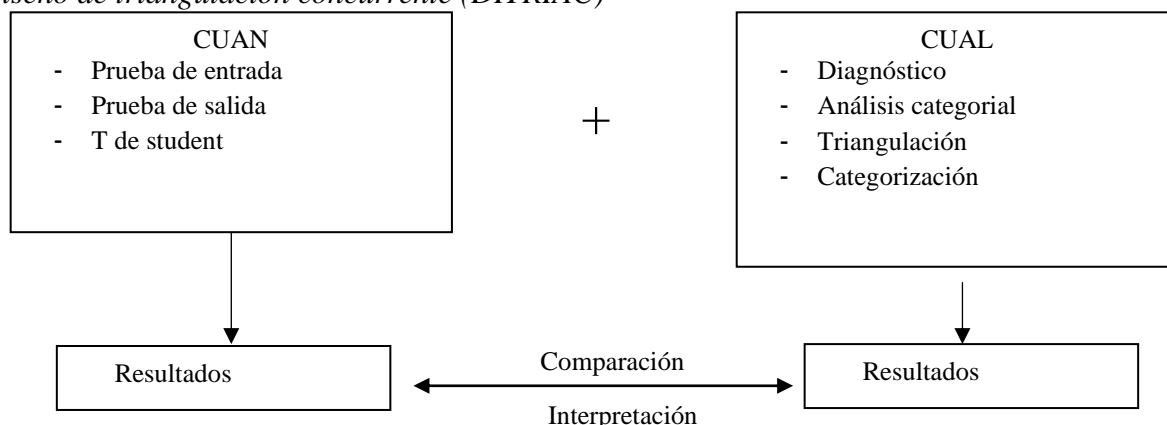 diseño de triangulación concurrente (DITRIAC)
CUAN
- Prueba de entrada
- Prueba de salida
- T de student
+
CUAL
- Diagnóstico
- Análisis categorial
- Triangulación
- Categorización
Resultados
Comparación
Interpretación
Resultados